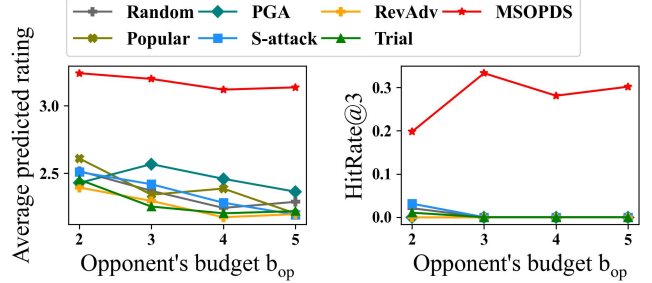 Random PGA RevAdv MSOPDS
Popular S-attack Trial
Average predicted rating
3.0
2.5
2 3 4 5
Opponent's budget b_op
HitRate@3
0.3
0.2
0.1
0.0
2 3 4 5
Opponent's budget b_op